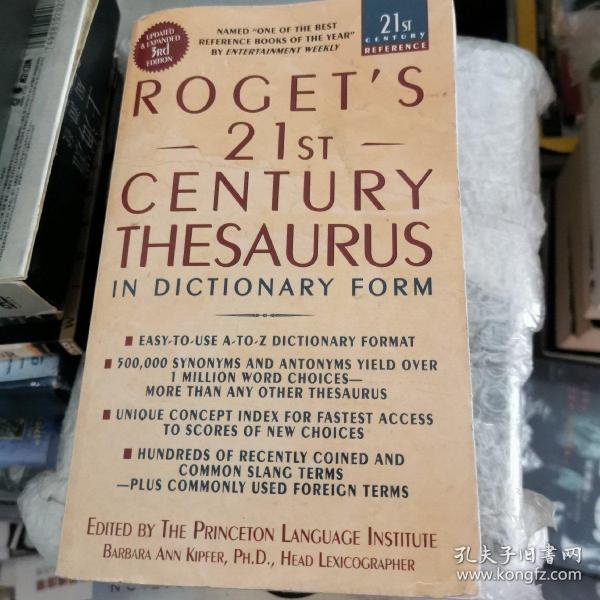 UPDATED
& EXPANDED
3RD
EDITION
NAMED "ONE OF THE BEST
REFERENCE BOOKS OF THE YEAR"
BY ENTERTAINMENT WEEKLY
21ST
CENTURY
REFERENCE
ROGET'S
— 21ST —
CENTURY
THESAURUS
IN DICTIONARY FORM
■ EASY-TO-USE A-TO-Z DICTIONARY FORMAT
■ 500,000 SYNONYMS AND ANTONYMS YIELD OVER
1 MILLION WORD CHOICES—
MORE THAN ANY OTHER THESAURUS
■ UNIQUE CONCEPT INDEX FOR FASTEST ACCESS
TO SCORES OF NEW CHOICES
■ HUNDREDS OF RECENTLY COINED AND
COMMON SLANG TERMS
—PLUS COMMONLY USED FOREIGN TERMS
EDITED BY THE PRINCETON LANGUAGE INSTITUTE
BARBARA ANN KIPFER, PH.D., HEAD LEXICOGRAPHER
孔夫子旧书网
www.kongfz.com